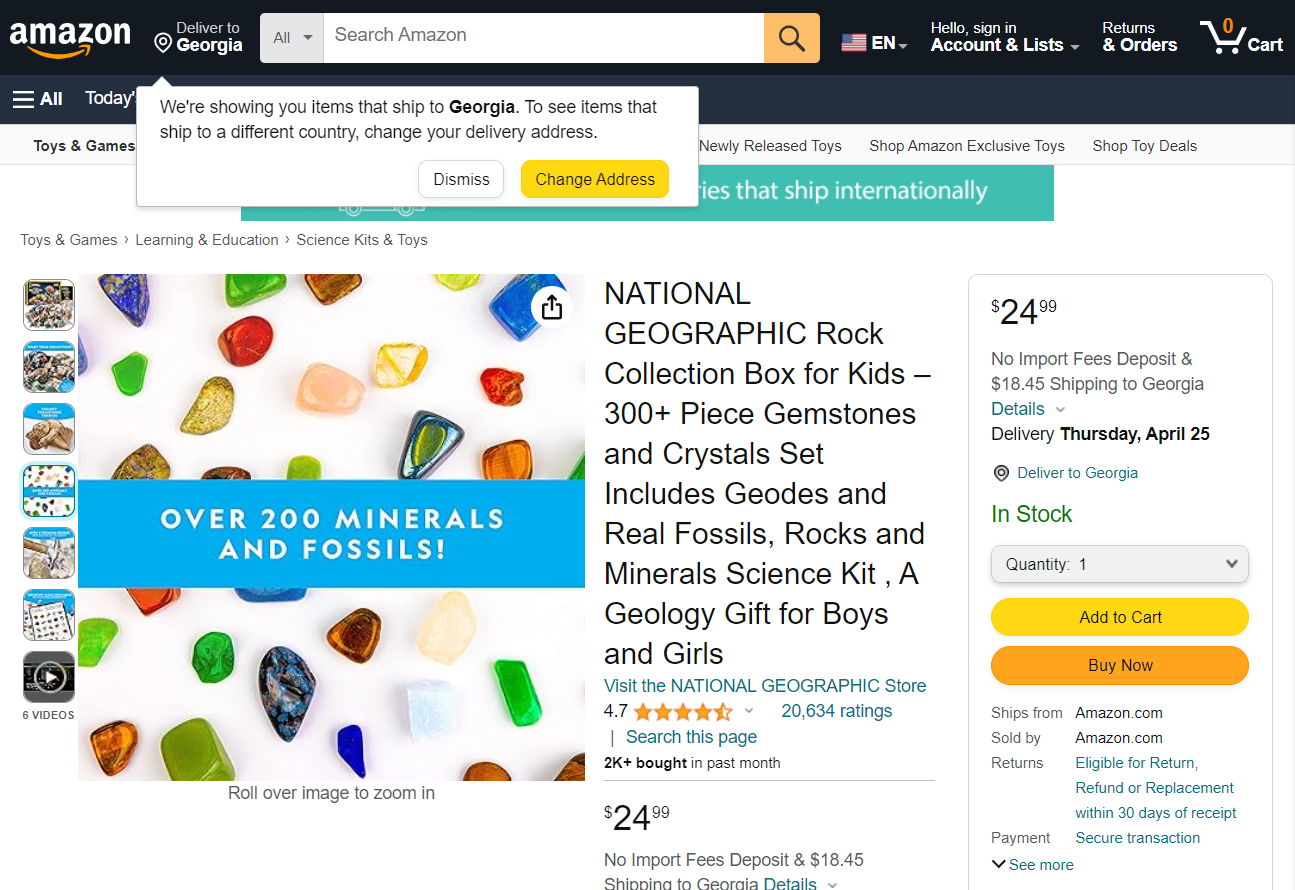 amazon
Deliver to
Georgia
All
Search Amazon
EN
Hello, sign in
Account & Lists
Returns
& Orders
0
Cart
All
Today'
We're showing you items that ship to Georgia. To see items that
ship to a different country, change your delivery address.
Dismiss
Change Address
Toys & Games
Newly Released Toys
Shop Amazon Exclusive Toys
Shop Toy Deals
ries that ship internationally
Toys & Games › Learning & Education › Science Kits & Toys
OVER 200 MINERALS
AND FOSSILS!
6 VIDEOS
Roll over image to zoom in
NATIONAL
GEOGRAPHIC Rock
Collection Box for Kids –
300+ Piece Gemstones
and Crystals Set
Includes Geodes and
Real Fossils, Rocks and
Minerals Science Kit , A
Geology Gift for Boys
and Girls
Visit the NATIONAL GEOGRAPHIC Store
4.7
20,634 ratings
| Search this page
2K+ bought in past month
$24 99
No Import Fees Deposit & $18.45
Shipping to Georgia Details
$24 99
No Import Fees Deposit &
$18.45 Shipping to Georgia
Details
Delivery Thursday, April 25
Deliver to Georgia
In Stock
Quantity: 1
Add to Cart
Buy Now
Ships from Amazon.com
Sold by Amazon.com
Returns Eligible for Return,
Refund or Replacement
within 30 days of receipt
Payment Secure transaction
See more